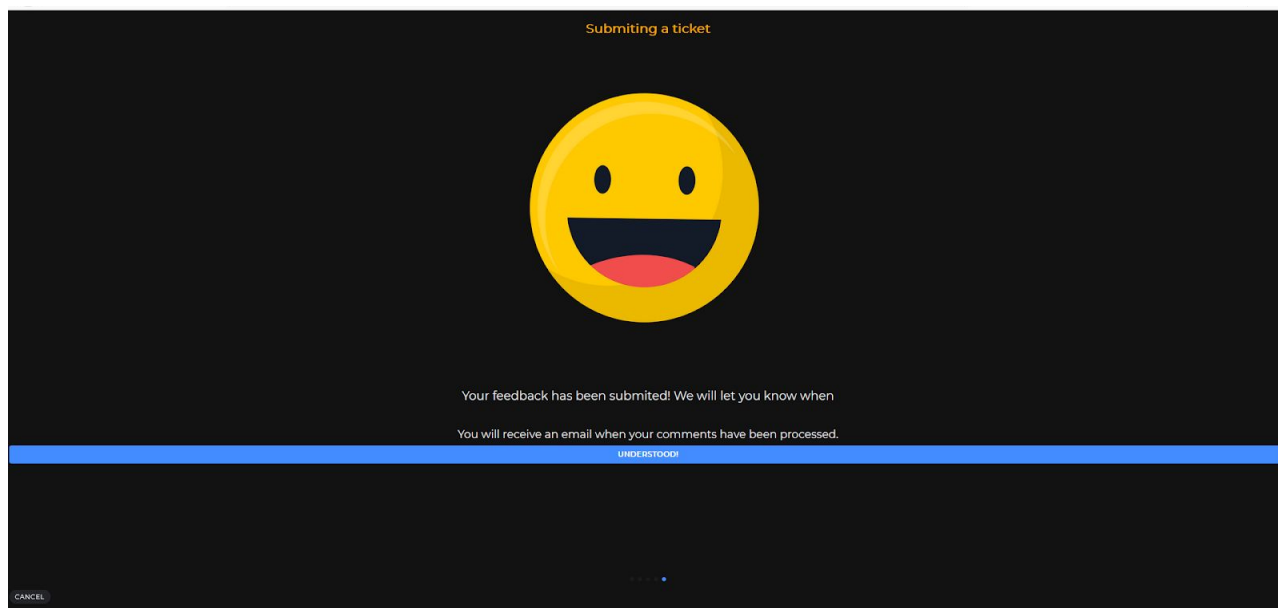 Submiting a ticket
Your feedback has been submited! We will let you know when
You will receive an email when your comments have been processed.
UNDERSTOOD!
CANCEL